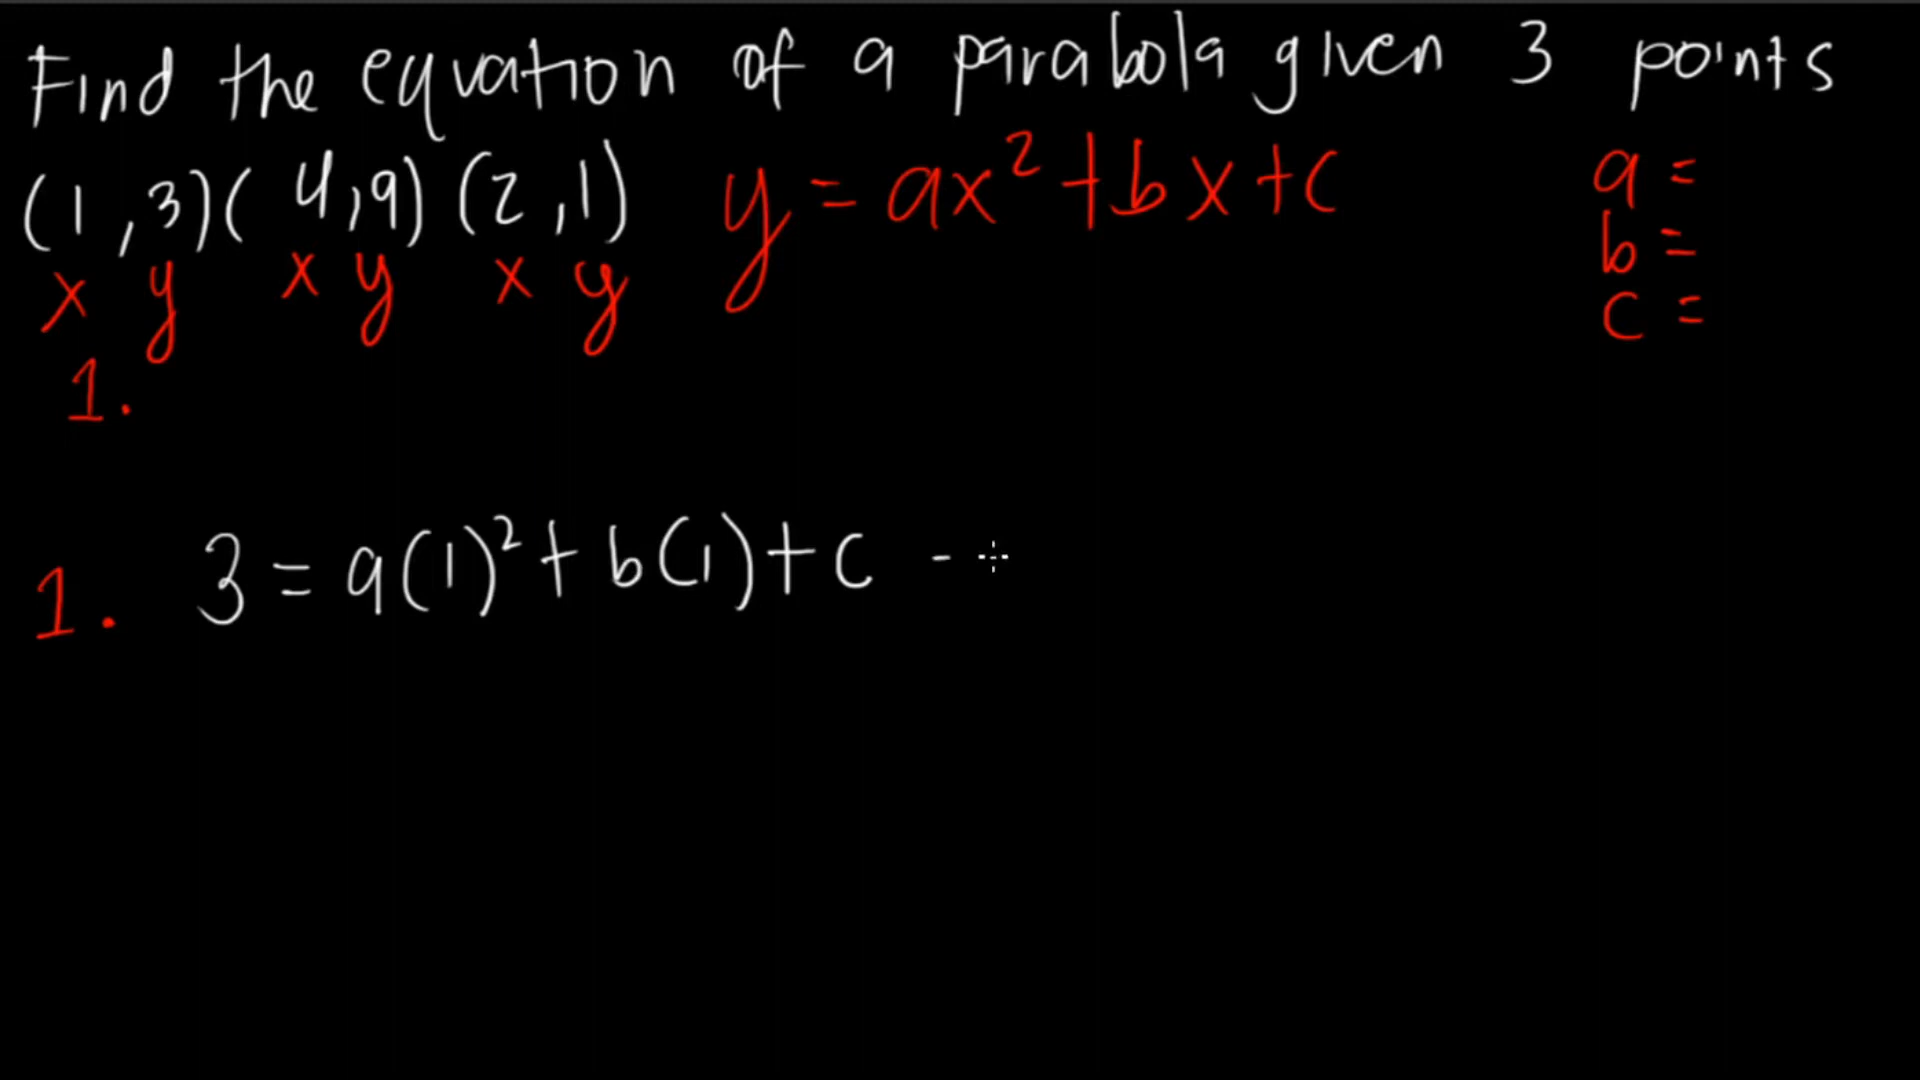 Find the equation of a parabola given 3 points
(1,3)(4,9)(2,1) y=ax²+bx+c a=
x y x y x y b=
c=
1.
1. 3=a(1)²+b(1)+c -